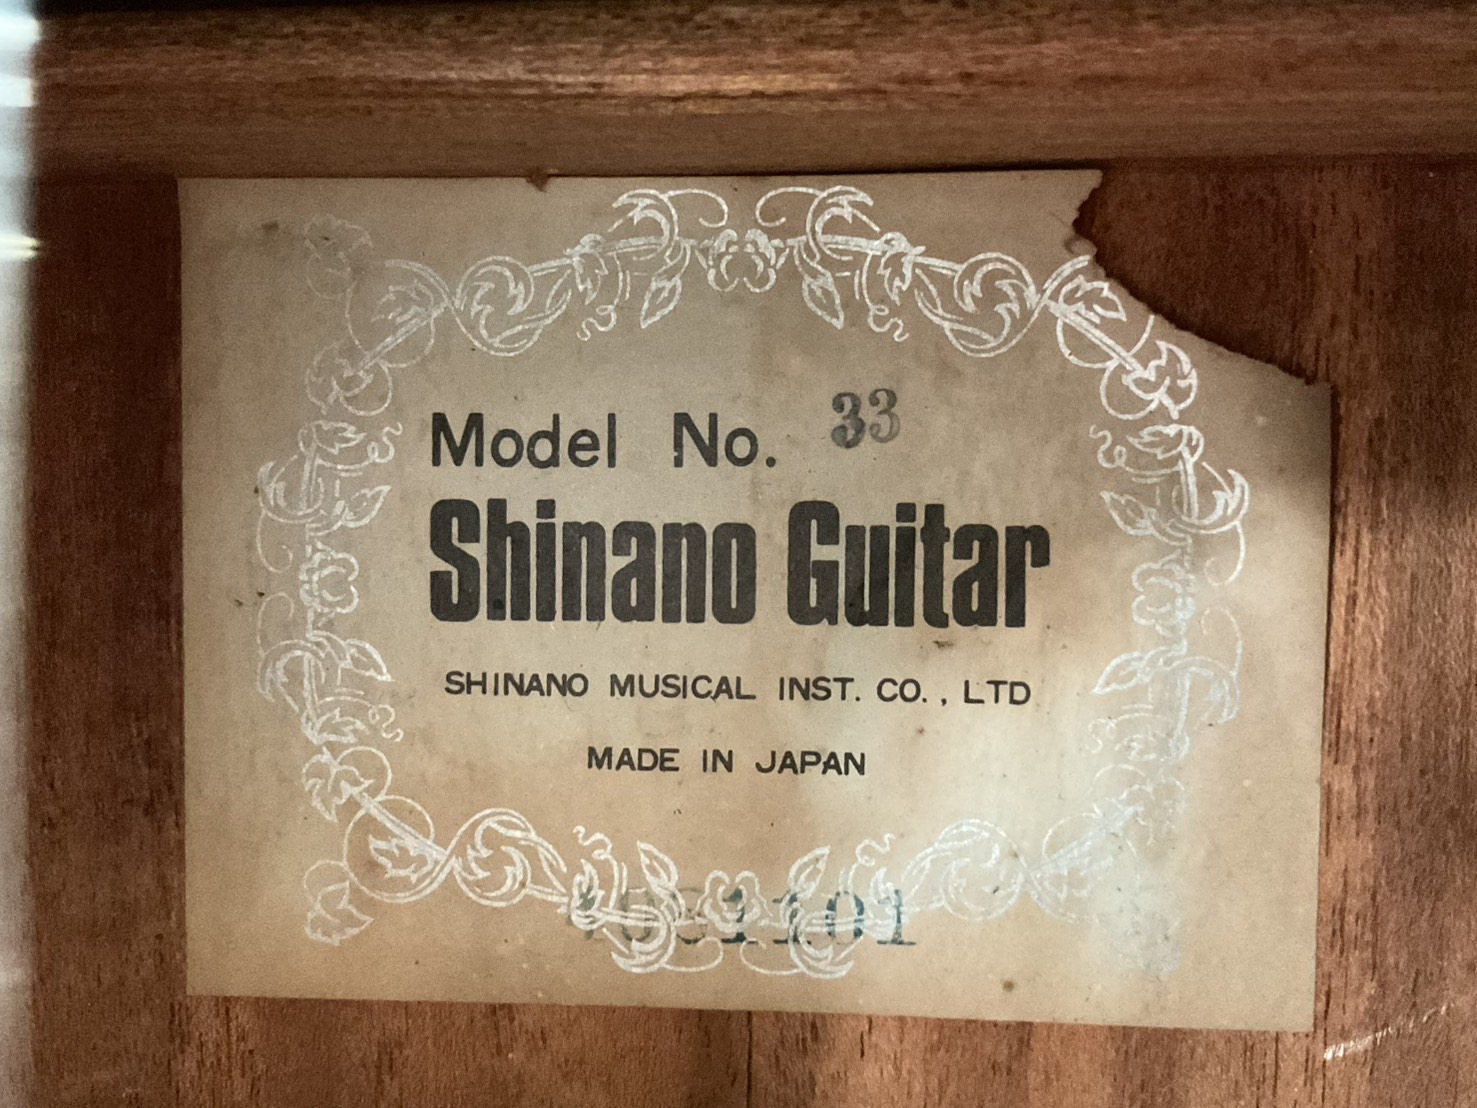 Model No. 33
Shinano Guitar
SHINANO MUSICAL INST. CO., LTD
MADE IN JAPAN